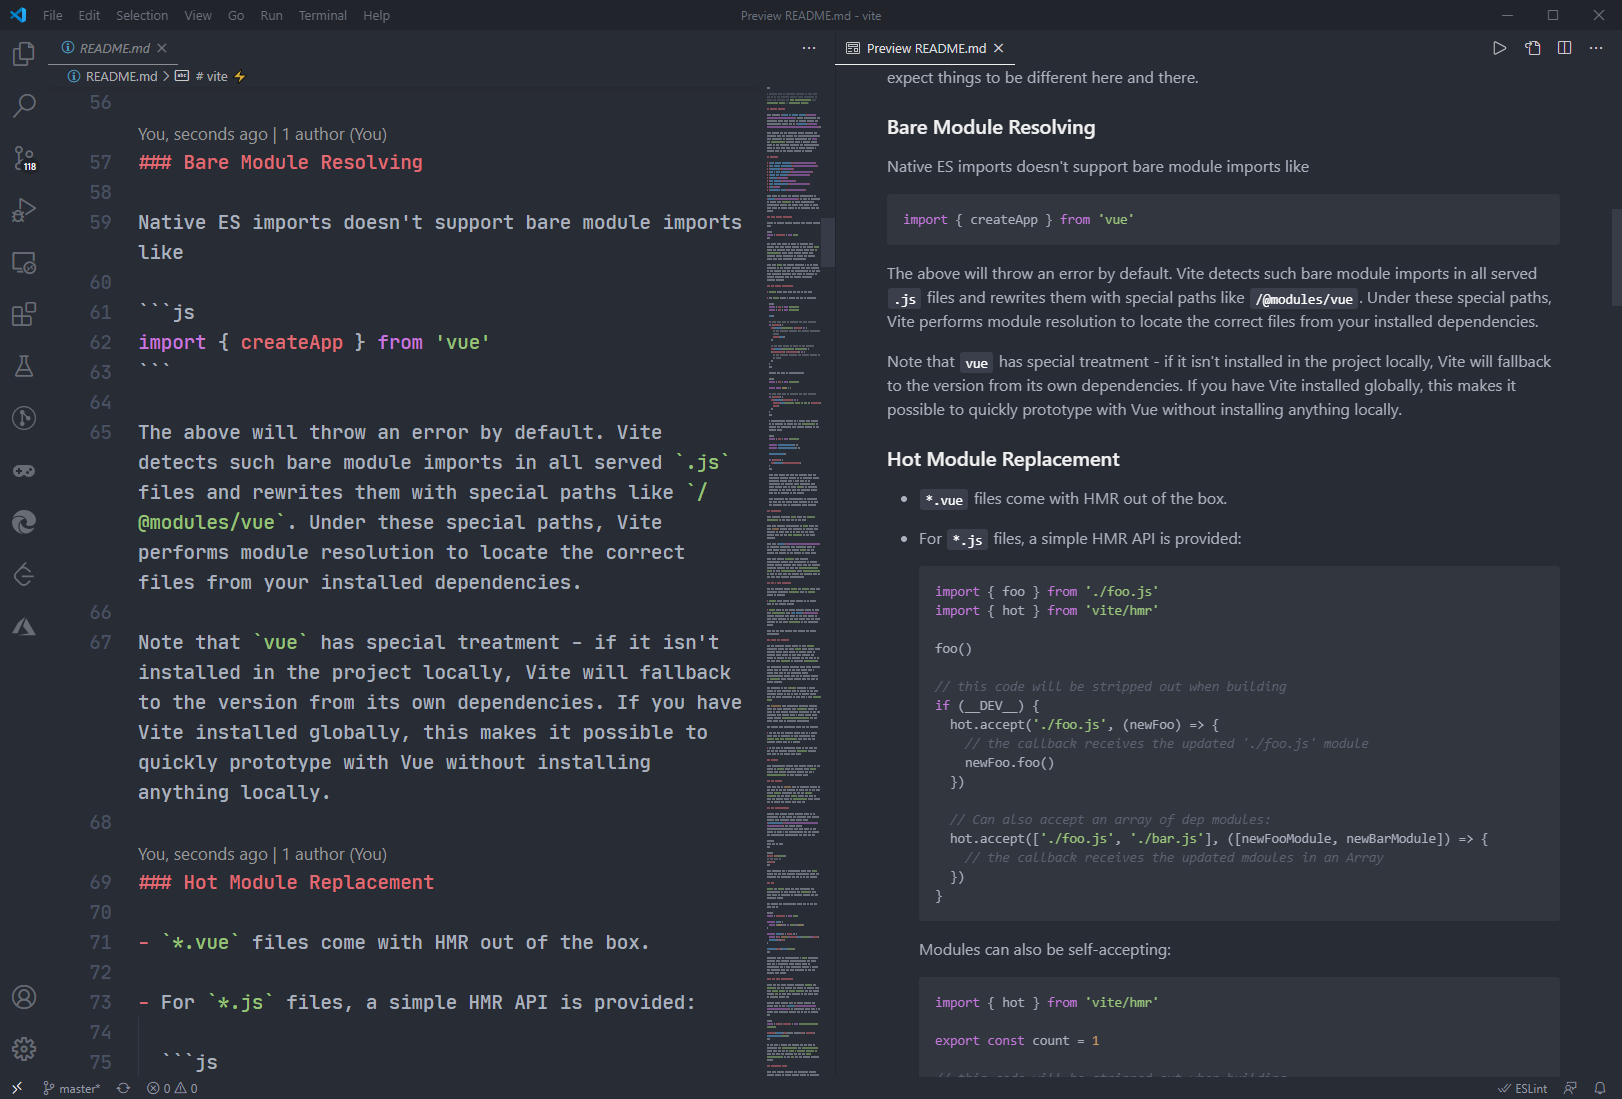 File Edit Selection View Go Run Terminal Help
Preview README.md - vite
README.md
Preview README.md
README.md > # vite
118
56
You, seconds ago | 1 author (You)
57 ### Bare Module Resolving
58
59 Native ES imports doesn't support bare module imports
like
60
61 ```js
62 import { createApp } from 'vue'
63 ```
64
65 The above will throw an error by default. Vite
detects such bare module imports in all served `.js`
files and rewrites them with special paths like `/
@modules/vue`. Under these special paths, Vite
performs module resolution to locate the correct
files from your installed dependencies.
66
67 Note that `vue` has special treatment - if it isn't
installed in the project locally, Vite will fallback
to the version from its own dependencies. If you have
Vite installed globally, this makes it possible to
quickly prototype with Vue without installing
anything locally.
68
You, seconds ago | 1 author (You)
69 ### Hot Module Replacement
70
71 - `*.vue` files come with HMR out of the box.
72
73 - For `*.js` files, a simple HMR API is provided:
74
75 ```js
expect things to be different here and there.
Bare Module Resolving
Native ES imports doesn't support bare module imports like
import { createApp } from 'vue'
The above will throw an error by default. Vite detects such bare module imports in all served
.js files and rewrites them with special paths like /@modules/vue. Under these special paths,
Vite performs module resolution to locate the correct files from your installed dependencies.
Note that vue has special treatment - if it isn't installed in the project locally, Vite will fallback
to the version from its own dependencies. If you have Vite installed globally, this makes it
possible to quickly prototype with Vue without installing anything locally.
Hot Module Replacement
• *.vue files come with HMR out of the box.
• For *.js files, a simple HMR API is provided:
import { foo } from './foo.js'
import { hot } from 'vite/hmr'
foo()
// this code will be stripped out when building
if (__DEV__) {
hot.accept('./foo.js', (newFoo) => {
// the callback receives the updated './foo.js' module
newFoo.foo()
})
// Can also accept an array of dep modules:
hot.accept(['./foo.js', './bar.js'], ([newFooModule, newBarModule]) => {
// the callback receives the updated mdoules in an Array
})
}
Modules can also be self-accepting:
import { hot } from 'vite/hmr'
export const count = 1
// this code will be stripped out when building
master* 0 0
ESLint